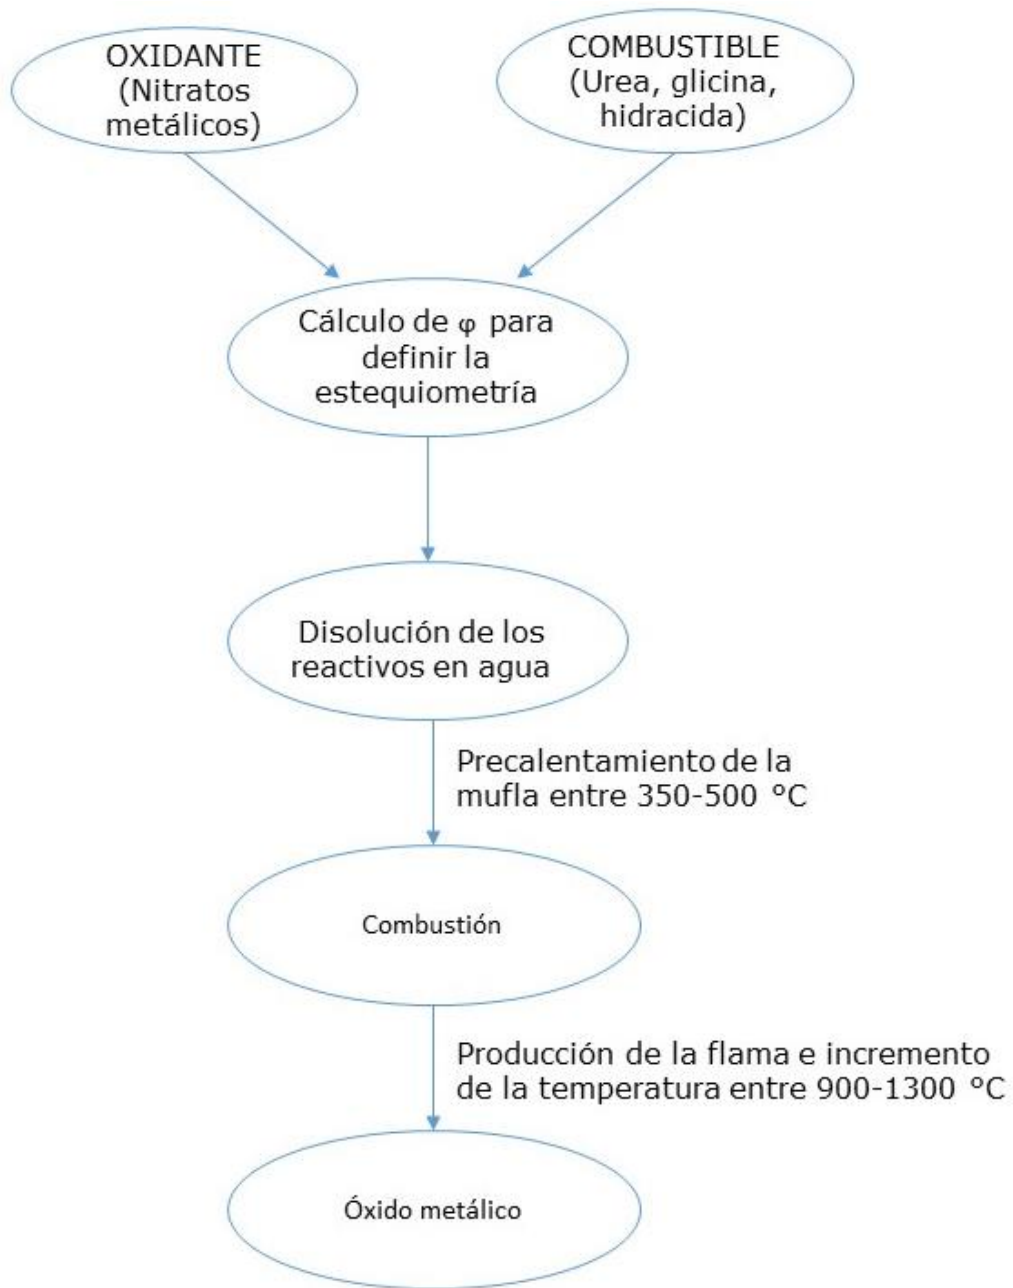 OXIDANTE
(Nitratos
metálicos)
COMBUSTIBLE
(Urea, glicina,
hidracida)
Cálculo de φ para
definir la
estequiometría
Disolución de los
reactivos en agua
Precalentamiento de la
mufla entre 350-500 ºC
Combustión
Producción de la flama e incremento
de la temperatura entre 900-1300 ºC
Óxido metálico